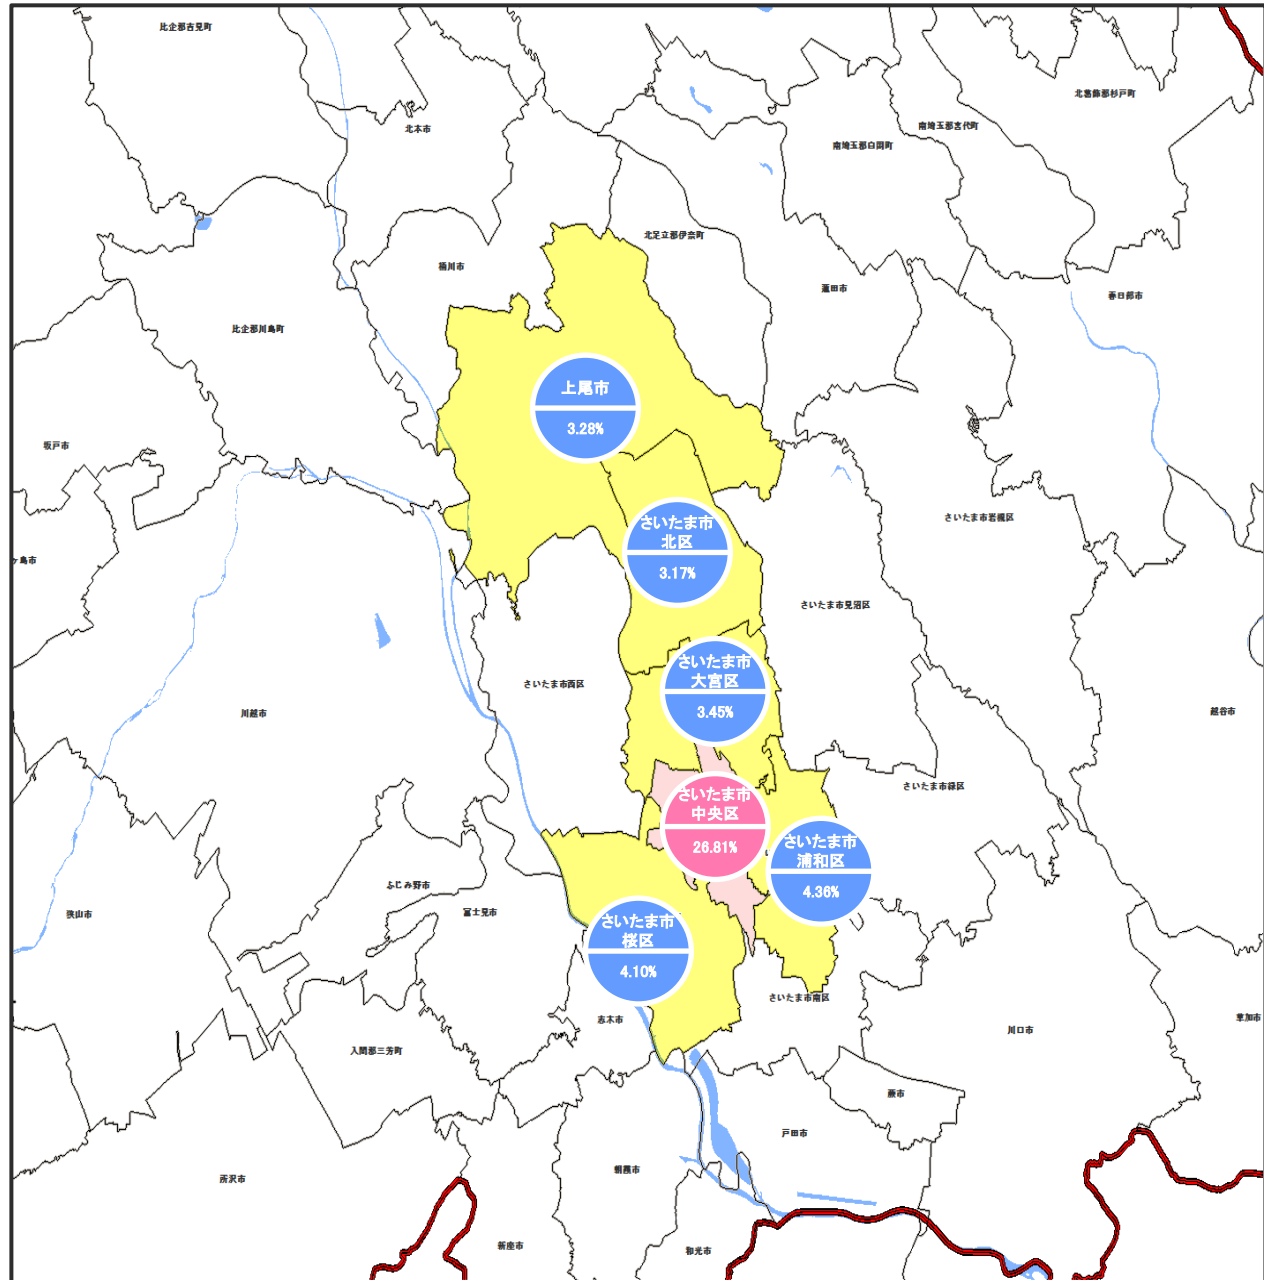 比企郡吉見町
北葛飾郡杉戸町
北本市
南埼玉郡宮代町
南埼玉郡白岡町
北足立郡伊奈町
桶川市
蓮田市
春日部市
比企郡川島町
上尾市
3.28%
坂戸市
さいたま市岩槻区
さいたま市
北区
3.17%
ヶ島市
さいたま市見沼区
さいたま市
大宮区
3.45%
さいたま市西区
川越市
越谷市
さいたま市緑区
さいたま市
中央区
26.81%
さいたま市
浦和区
4.36%
ふじみ野市
富士見市
狭山市
さいたま市
桜区
4.10%
さいたま市南区
志木市
川口市
草加市
入間郡三芳町
蕨市
戸田市
朝霞市
所沢市
新座市
和光市